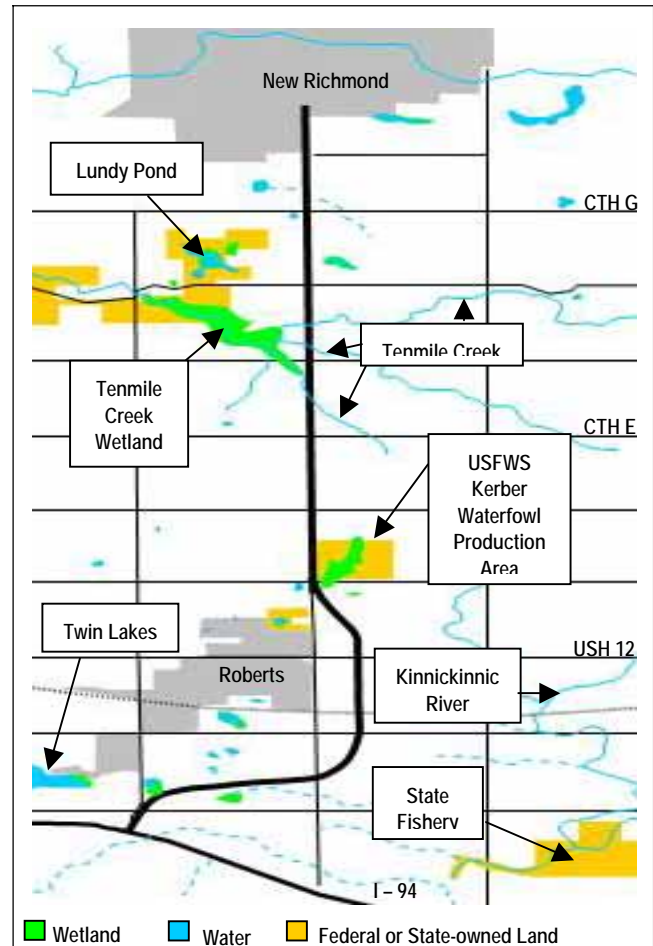 New Richmond
Lundy Pond
CTH G
Tenmile Creek
Tenmile
Creek
Wetland
CTH E
USFWS
Kerber
Waterfowl
Production
Area
Twin Lakes
USH 12
Roberts
Kinnickinnic
River
State
Fishery
I – 94
Wetland Water Federal or State-owned Land